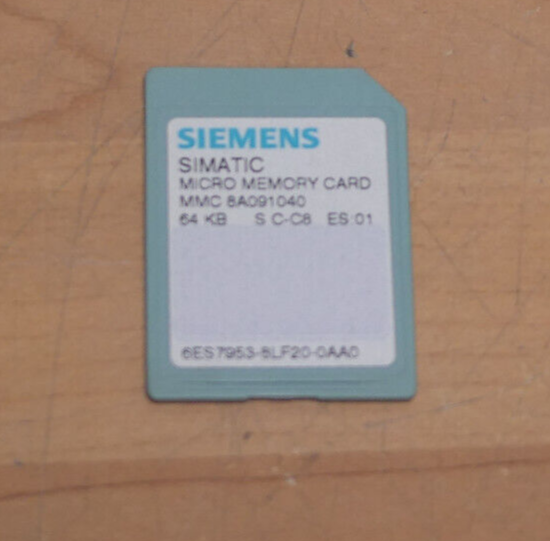 SIEMENS
SIMATIC
MICRO MEMORY CARD
MMC 8A091040
64 KB S C-C8 ES 01
6ES7953-8LF20-0AA0